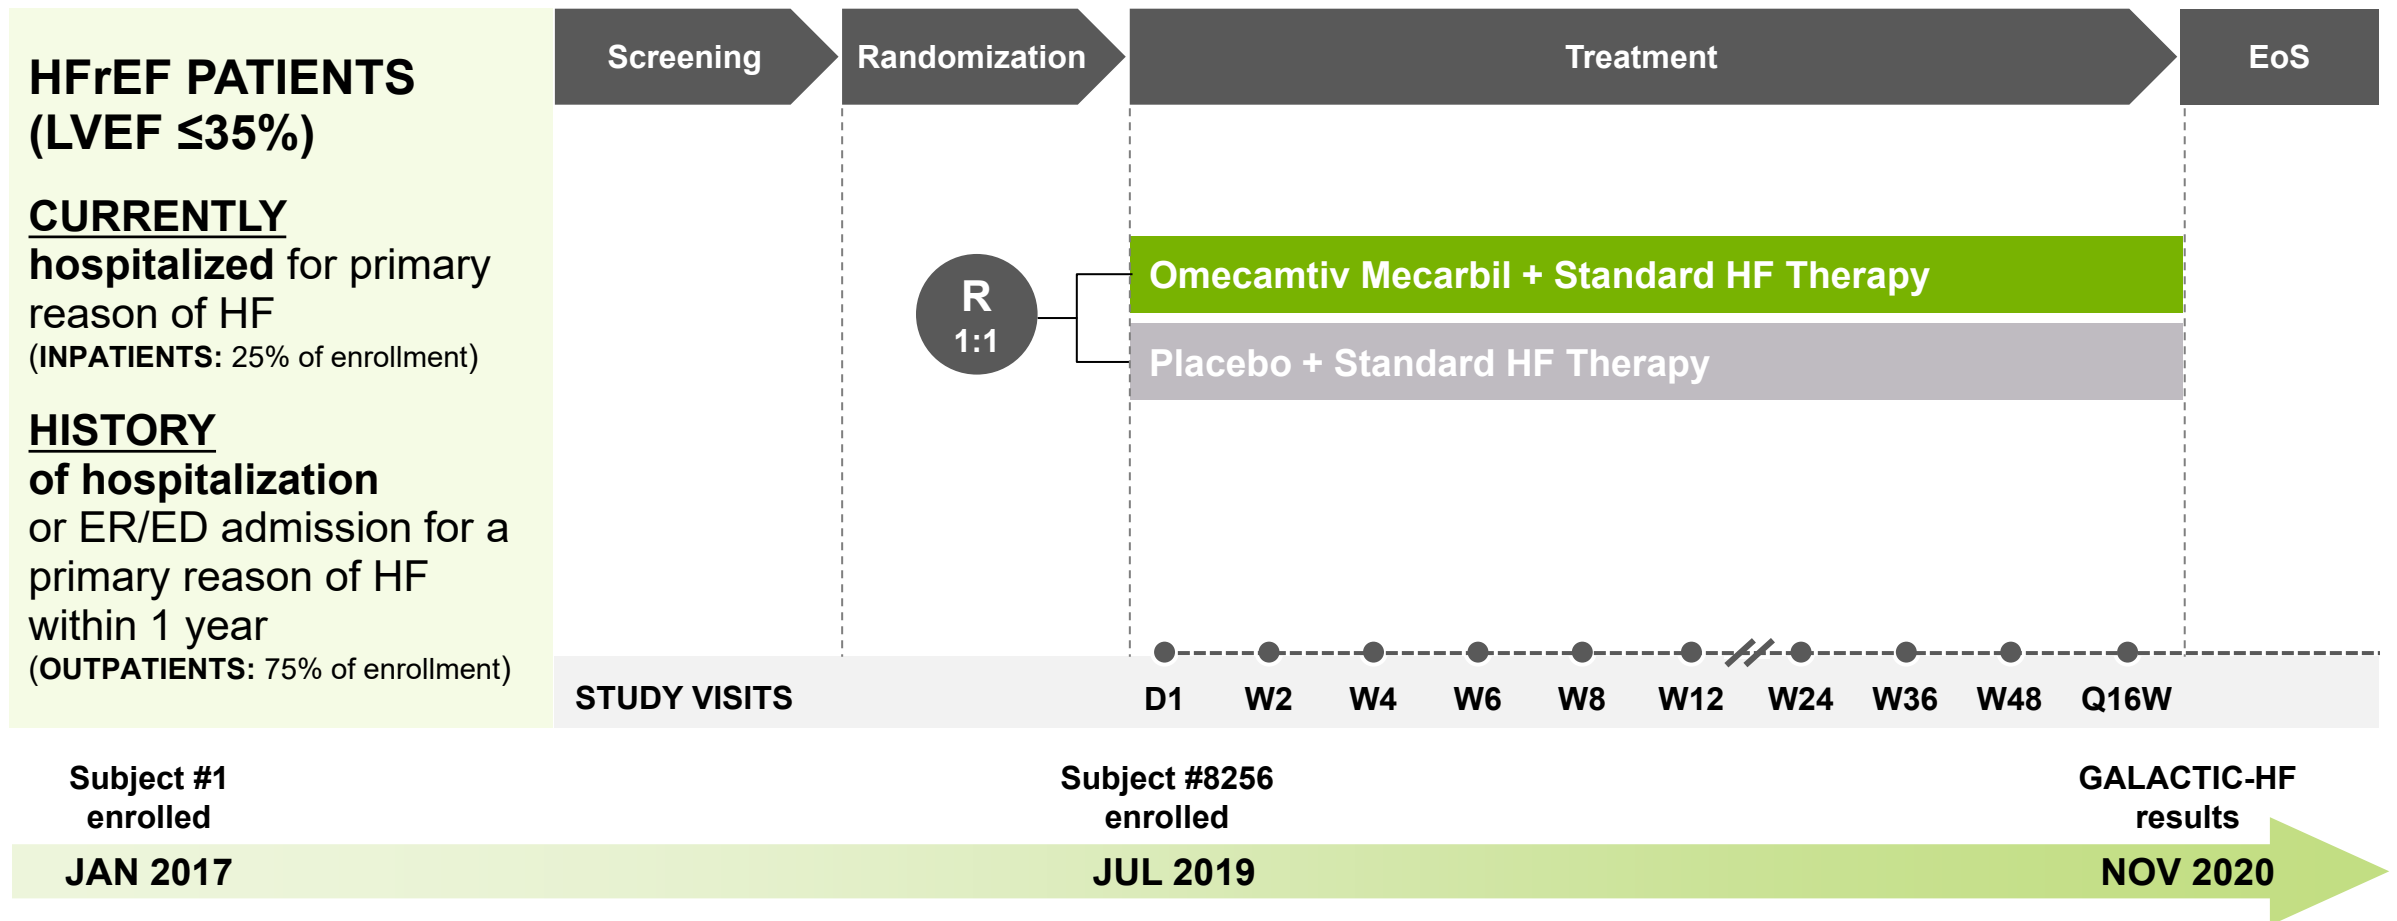 HFrEF PATIENTS
(LVEF ≤35%)
CURRENTLY
hospitalized for primary
reason of HF
(INPATIENTS: 25% of enrollment)
HISTORY
of hospitalization
or ER/ED admission for a
primary reason of HF
within 1 year
(OUTPATIENTS: 75% of enrollment)
Screening
Randomization
Treatment
EoS
R
1:1
Omecamtiv Mecarbil + Standard HF Therapy
Placebo + Standard HF Therapy
STUDY VISITS
D1 W2 W4 W6 W8 W12 W24 W36 W48 Q16W
Subject #1
enrolled
Subject #8256
enrolled
GALACTIC-HF
results
JAN 2017
JUL 2019
NOV 2020